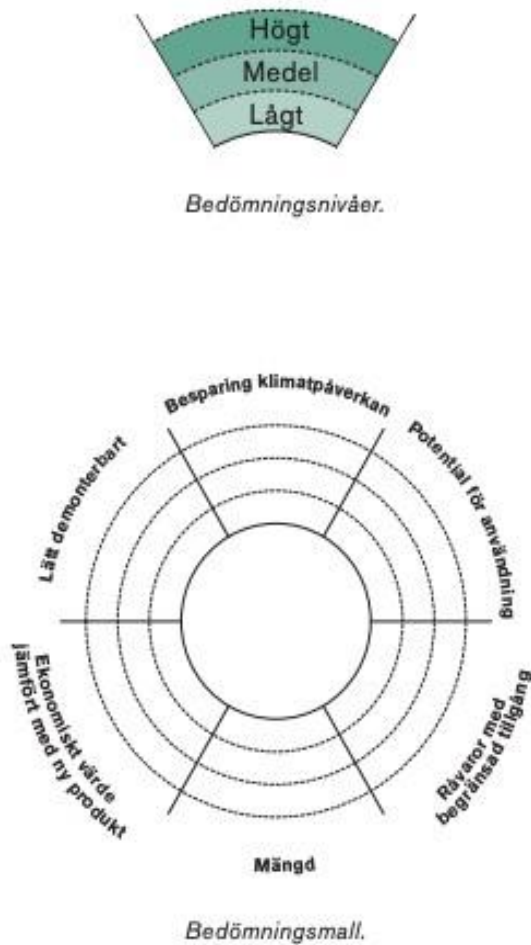 Högt
Medel
Lågt
Bedömningsnivåer.
Besparing klimatpåverkan
Potential för användning
Lätt demonterbart
Ekonomiskt värde
jämfört med ny produkt
Råvator med
begränsad tillgång
Mängd
Bedömningsmall.